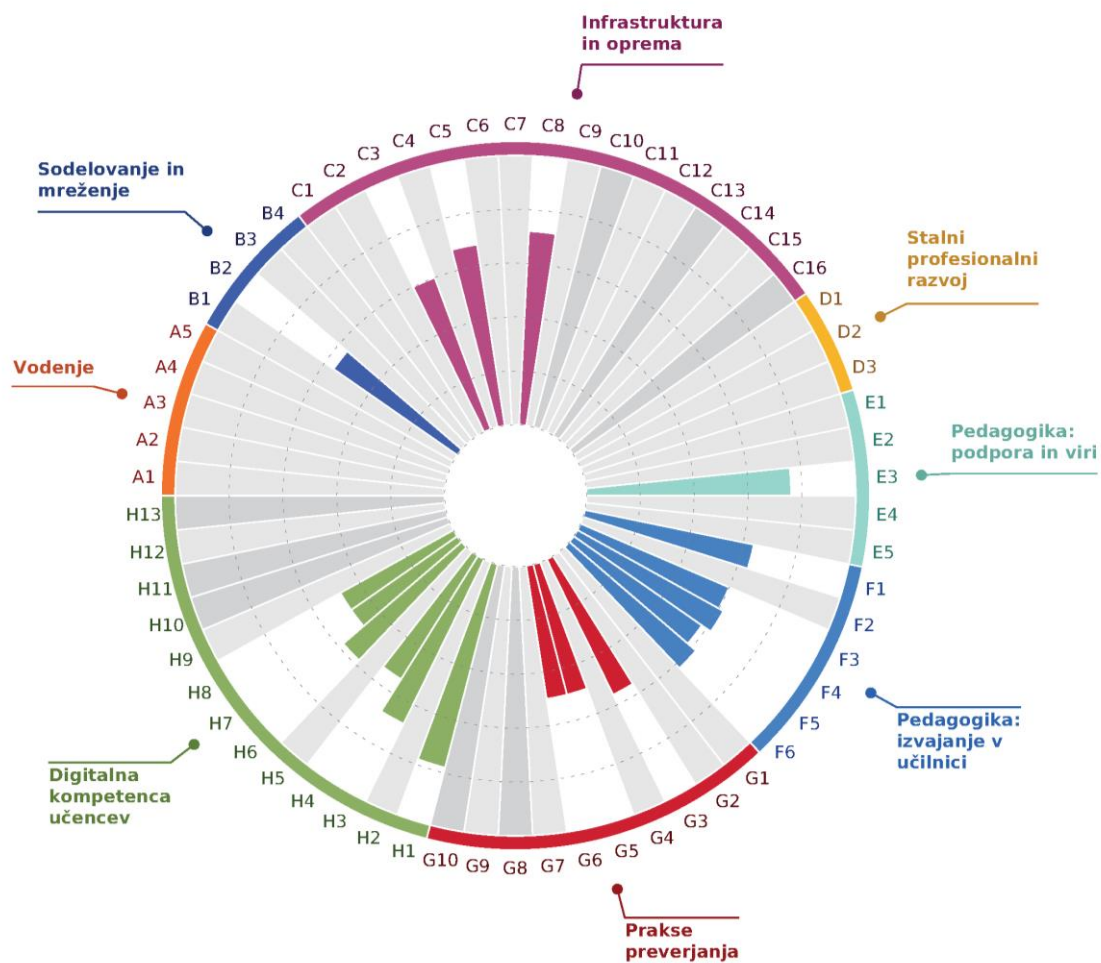 Infrastruktura
in oprema
Sodelovanje in
mreženje
Stalni
profesionalni
razvoj
Vodenje
Pedagogika:
podpora in viri
Pedagogika:
izvajanje v
učilnici
Digitalna
kompetenca
učencev
Prakse
preverjanja
A1
A2
A3
A4
A5
B1
B2
B3
B4
C1
C2
C3
C4
C5
C6
C7
C8
C9
C10
C11
C12
C13
C14
C15
C16
D1
D2
D3
E1
E2
E3
E4
E5
F1
F2
F3
F4
F5
F6
G1
G2
G3
G4
G5
G6
G7
G8
G9
G10
H1
H2
H3
H4
H5
H6
H7
H8
H9
H10
H11
H12
H13